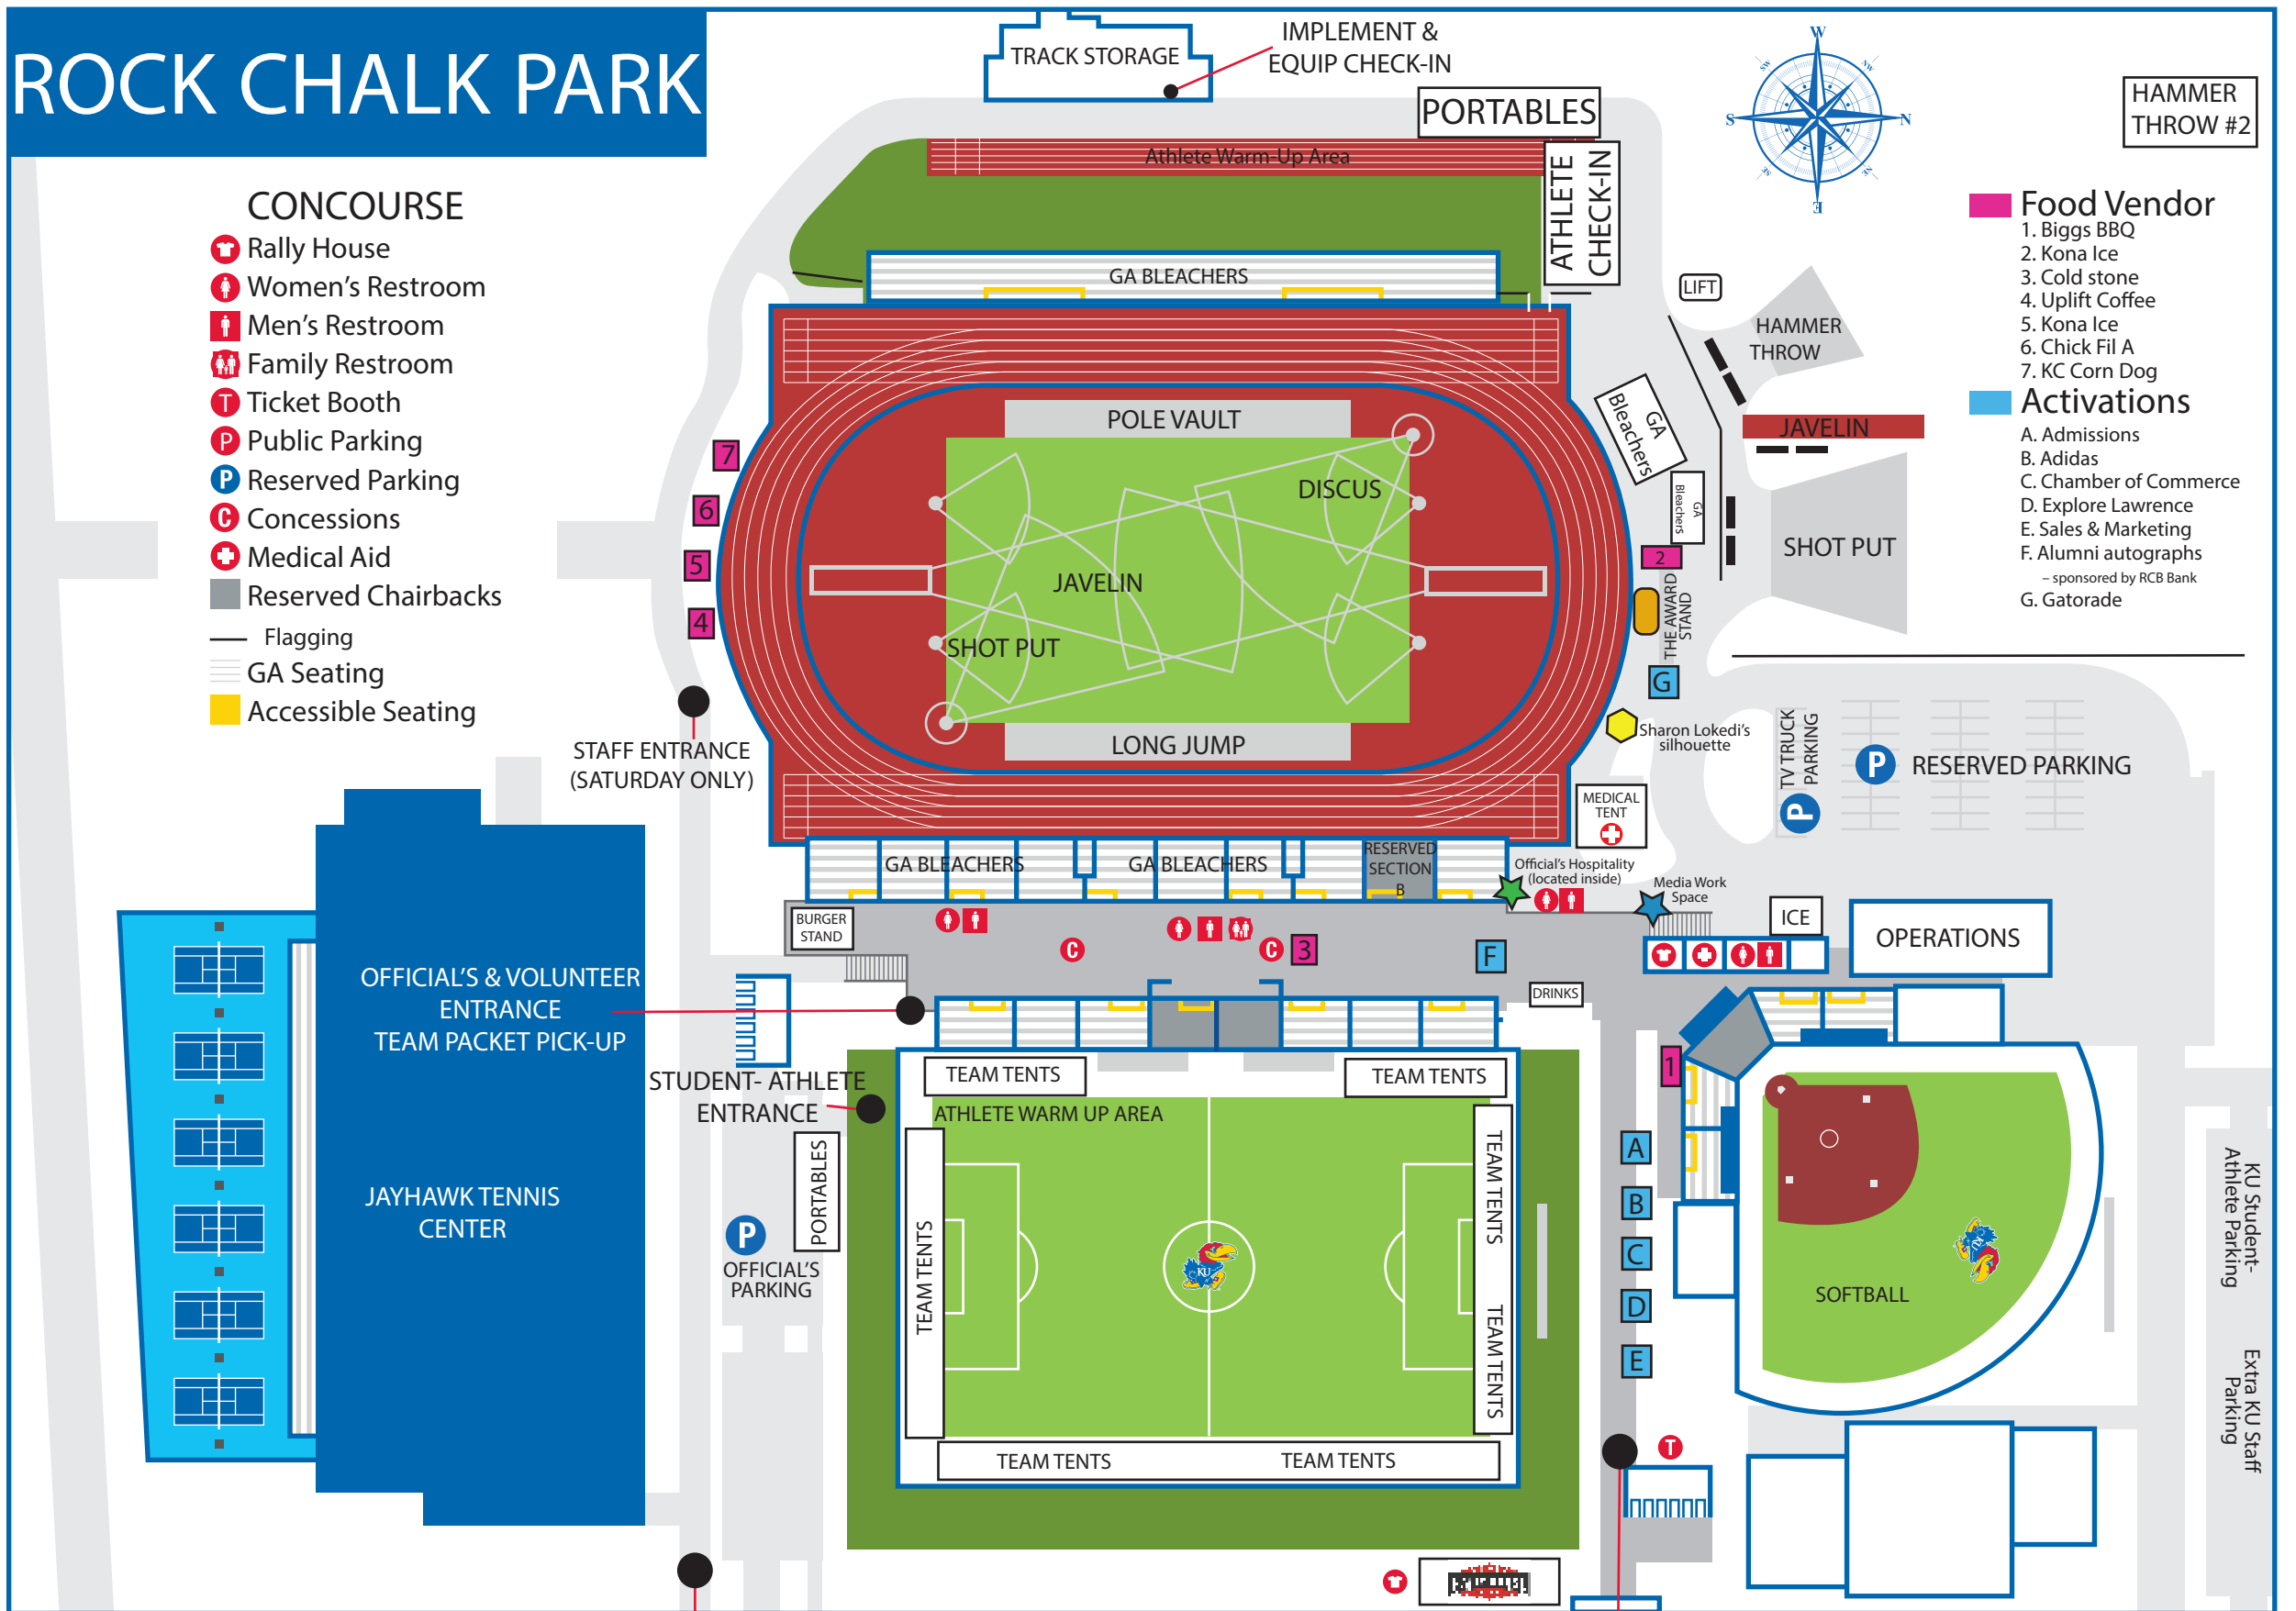 ROCK CHALK PARK
TRACK STORAGE
IMPLEMENT &
EQUIP CHECK-IN
PORTABLES
Athlete Warm-Up Area
ATHLETE
CHECK-IN
W
SW
NW
S
N
SE
NE
E
HAMMER
THROW #2
CONCOURSE
Rally House
Women's Restroom
Men's Restroom
Family Restroom
T Ticket Booth
P Public Parking
P Reserved Parking
C Concessions
Medical Aid
Reserved Chairbacks
Flagging
GA Seating
Accessible Seating
Food Vendor
1. Biggs BBQ
2. Kona Ice
3. Cold stone
4. Uplift Coffee
5. Kona Ice
6. Chick Fil A
7. KC Corn Dog
Activations
A. Admissions
B. Adidas
C. Chamber of Commerce
D. Explore Lawrence
E. Sales & Marketing
F. Alumni autographs
– sponsored by RCB Bank
G. Gatorade
GA BLEACHERS
LIFT
HAMMER
THROW
GA
Bleachers
JAVELIN
GA
Bleachers
SHOT PUT
POLE VAULT
DISCUS
JAVELIN
SHOT PUT
LONG JUMP
7
6
5
4
2
THE AWARD
STAND
G
Sharon Lokedi's
silhouette
STAFF ENTRANCE
(SATURDAY ONLY)
TV TRUCK
PARKING
P
P
RESERVED PARKING
MEDICAL
TENT
GA BLEACHERS
GA BLEACHERS
RESERVED
SECTION
B
Official's Hospitality
(located inside)
Media Work
Space
BURGER
STAND
C
C
3
F
ICE
OPERATIONS
DRINKS
OFFICIAL'S & VOLUNTEER
ENTRANCE
TEAM PACKET PICK-UP
STUDENT- ATHLETE
ENTRANCE
JAYHAWK TENNIS
CENTER
PORTABLES
P
OFFICIAL'S
PARKING
TEAM TENTS
TEAM TENTS
ATHLETE WARM UP AREA
TEAM TENTS
TEAM TENTS
TEAM TENTS
TEAM TENTS
TEAM TENTS
KU
1
A
B
C
D
E
T
SOFTBALL
KU
KU Student-
Athlete Parking
Extra KU Staff
Parking